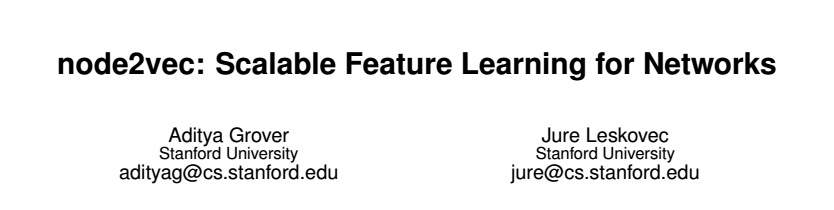 node2vec: Scalable Feature Learning for Networks
Aditya Grover
Stanford University
adityag@cs.stanford.edu
Jure Leskovec
Stanford University
jure@cs.stanford.edu